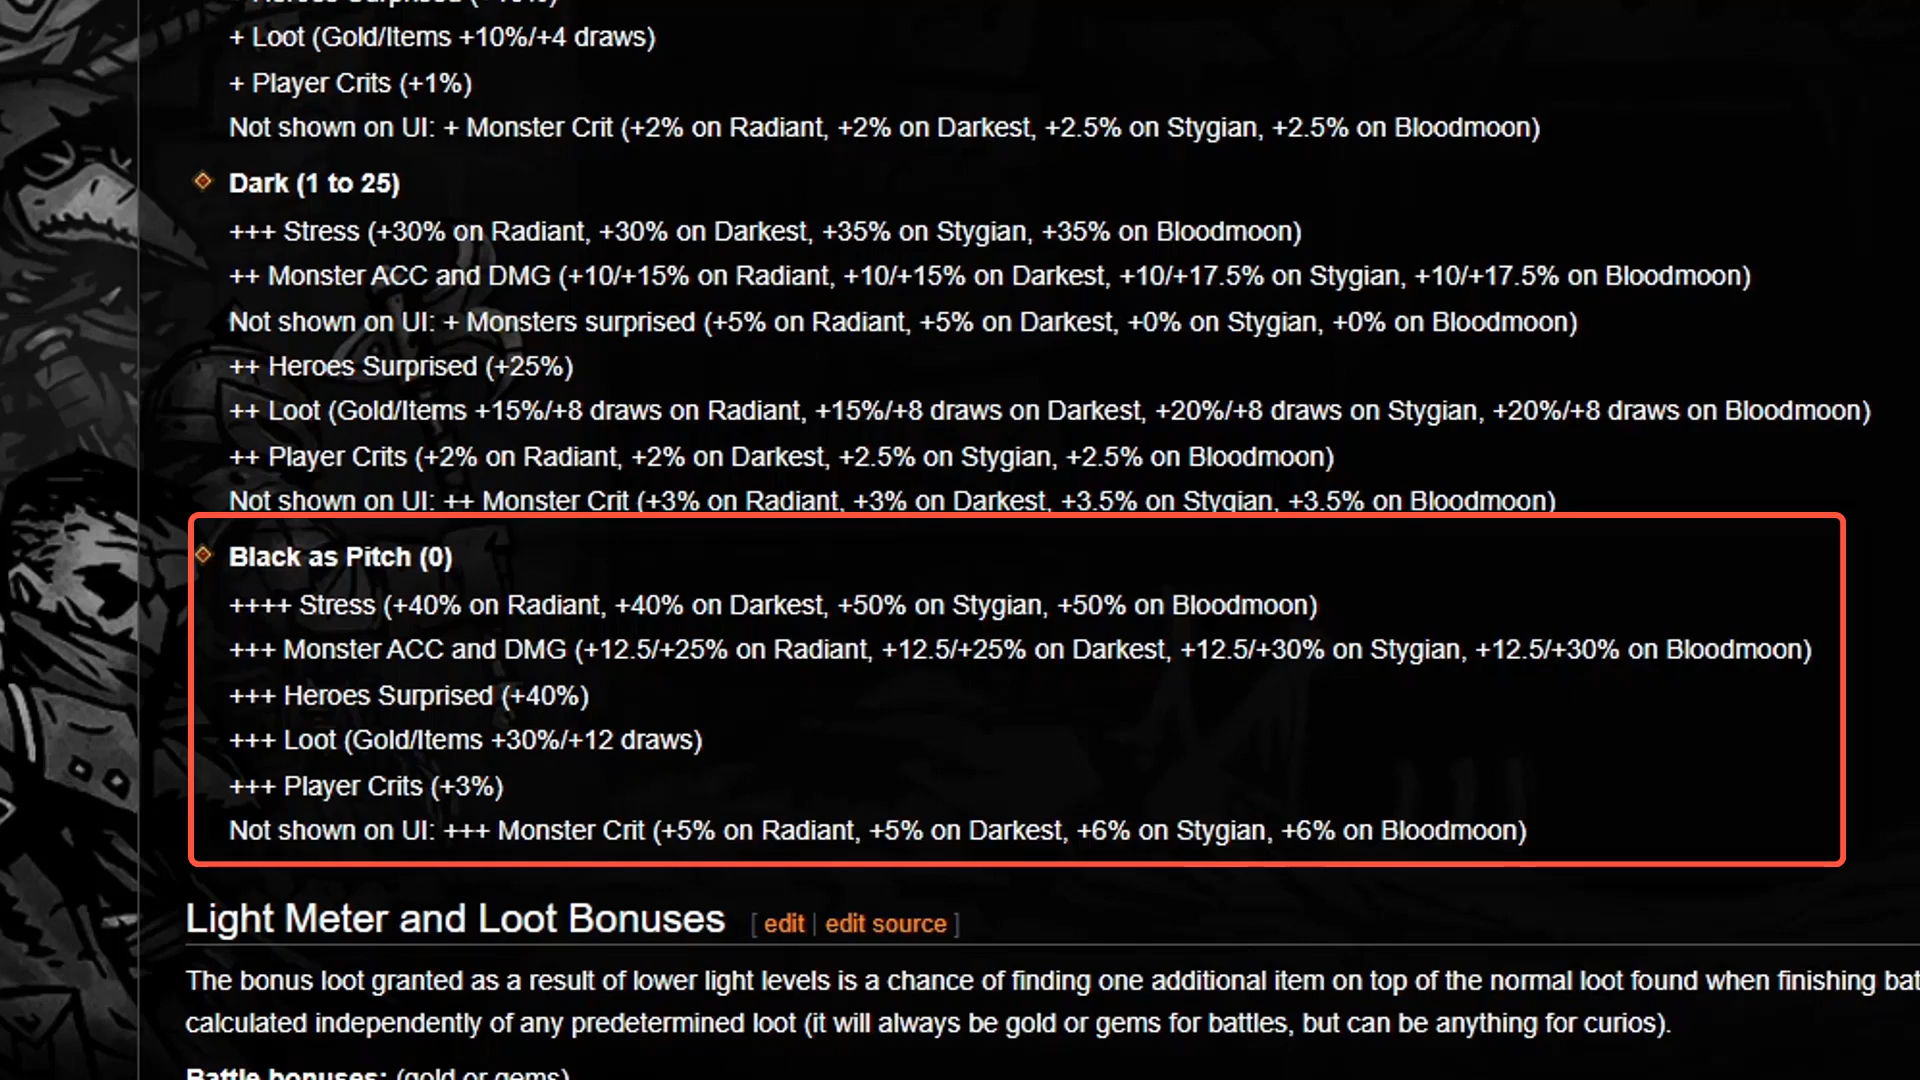 + Heroes Surprised (+10%)
+ Loot (Gold/Items +10%/+4 draws)
+ Player Crits (+1%)
Not shown on UI: + Monster Crit (+2% on Radiant, +2% on Darkest, +2.5% on Stygian, +2.5% on Bloodmoon)
Dark (1 to 25)
+++ Stress (+30% on Radiant, +30% on Darkest, +35% on Stygian, +35% on Bloodmoon)
++ Monster ACC and DMG (+10/+15% on Radiant, +10/+15% on Darkest, +10/+17.5% on Stygian, +10/+17.5% on Bloodmoon)
Not shown on UI: + Monsters surprised (+5% on Radiant, +5% on Darkest, +0% on Stygian, +0% on Bloodmoon)
++ Heroes Surprised (+25%)
++ Loot (Gold/Items +15%/+8 draws on Radiant, +15%/+8 draws on Darkest, +20%/+8 draws on Stygian, +20%/+8 draws on Bloodmoon)
++ Player Crits (+2% on Radiant, +2% on Darkest, +2.5% on Stygian, +2.5% on Bloodmoon)
Not shown on UI: ++ Monster Crit (+3% on Radiant, +3% on Darkest, +3.5% on Stygian, +3.5% on Bloodmoon)
Black as Pitch (0)
++++ Stress (+40% on Radiant, +40% on Darkest, +50% on Stygian, +50% on Bloodmoon)
+++ Monster ACC and DMG (+12.5/+25% on Radiant, +12.5/+25% on Darkest, +12.5/+30% on Stygian, +12.5/+30% on Bloodmoon)
+++ Heroes Surprised (+40%)
+++ Loot (Gold/Items +30%/+12 draws)
+++ Player Crits (+3%)
Not shown on UI: +++ Monster Crit (+5% on Radiant, +5% on Darkest, +6% on Stygian, +6% on Bloodmoon)
Light Meter and Loot Bonuses [ edit | edit source ]
The bonus loot granted as a result of lower light levels is a chance of finding one additional item on top of the normal loot found when finishing bat
calculated independently of any predetermined loot (it will always be gold or gems for battles, but can be anything for curios).
Battle bonuses: (gold or gems)